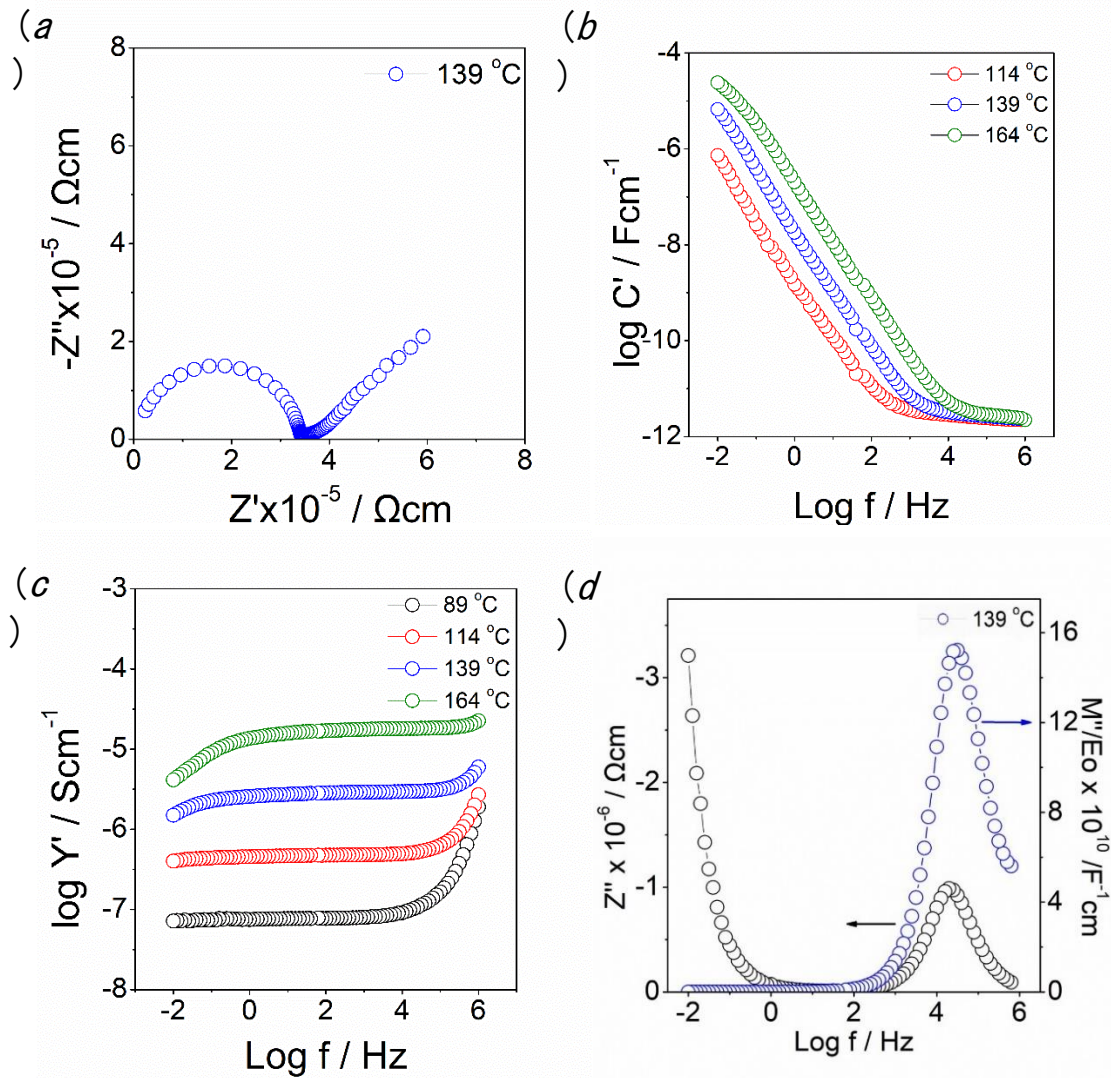 (a
)
139 °C
8
6
4
2
0
0 2 4 6 8
-Z''x10⁻⁵ / Ωcm
Z'x10⁻⁵ / Ωcm
(b
)
114 °C
139 °C
164 °C
-4
-6
-8
-10
-12
-2 0 2 4 6
log C' / Fcm⁻¹
Log f / Hz
(c
)
89 °C
114 °C
139 °C
164 °C
-3
-4
-5
-6
-7
-8
-2 0 2 4 6
log Y' / Scm⁻¹
Log f / Hz
(d
)
139 °C
-3
-2
-1
0
16
12
8
4
0
-2 0 2 4 6
Z'' x 10⁻⁶ / Ωcm
M''/Eo x 10¹⁰ /F⁻¹cm
Log f / Hz